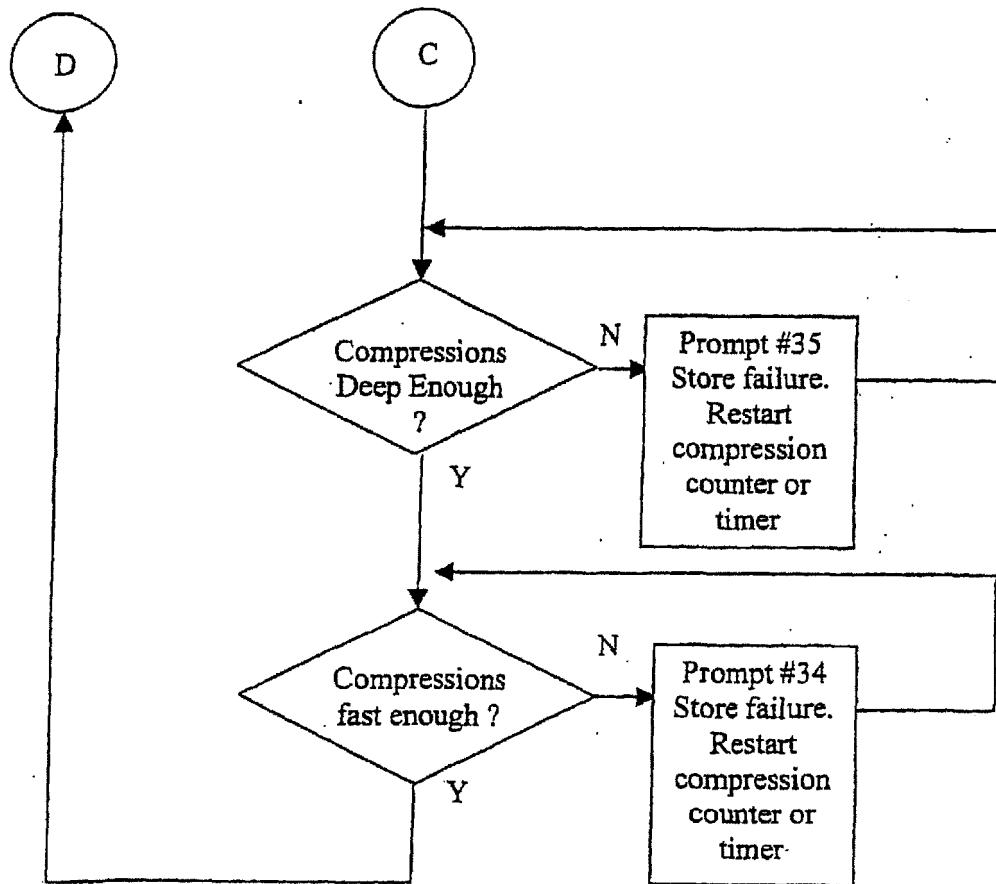 D
C
Compressions
Deep Enough
?
N
Prompt #35
Store failure.
Restart
compression
counter or
timer
Y
Compressions
fast enough ?
N
Prompt #34
Store failure.
Restart
compression
counter or
timer
Y